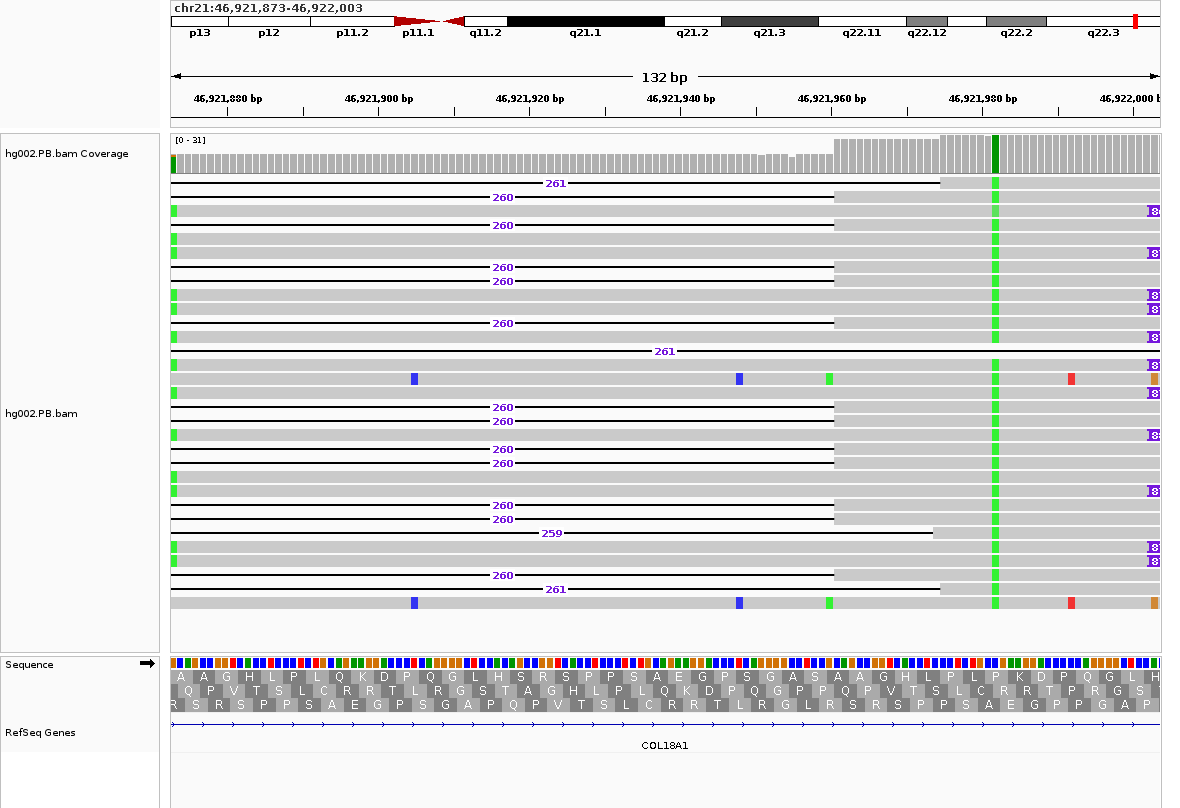 chr21:46,921,873-46,922,003
p13 p12 p11.2 p11.1 q11.2 q21.1 q21.2 q21.3 q22.11 q22.12 q22.2 q22.3
132 bp
46,921,880 bp 46,921,900 bp 46,921,920 bp 46,921,940 bp 46,921,960 bp 46,921,980 bp 46,922,000 b
[0 - 31]
hg002.PB.bam Coverage
261
260
260
260
260
260
261
260
hg002.PB.bam
260
260
260
260
260
259
260
261
Sequence
A A G H L P L Q K D P Q G L H S R S P P S A E G P S G A S A A G H L P L P K D P Q G L H
Q P V T S L C R R T L R G S T A G H L P L Q K D P Q G P P Q P V T S L C R R T P R G S
R S R S P P S A E G P S G A P Q P V T S L C R R T L R G L R S R S P P S A E G P P G A P
RefSeq Genes
COL18A1